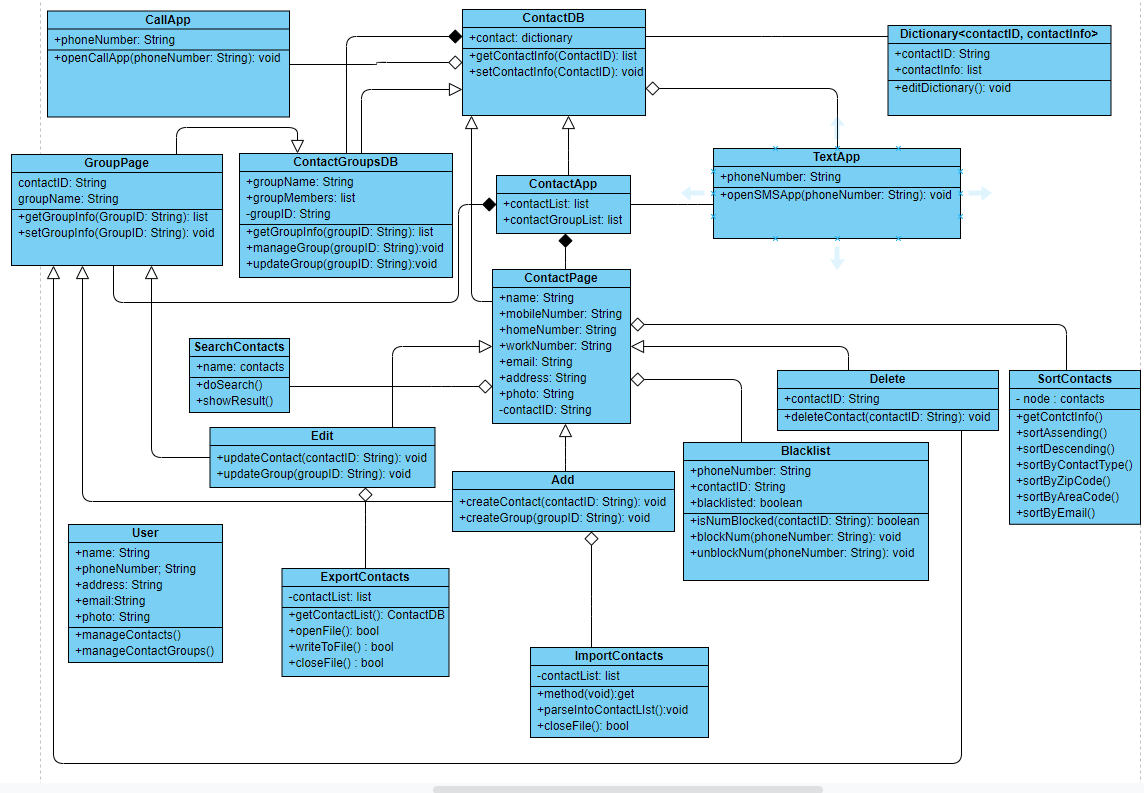 CallApp
+phoneNumber: String
+openCallApp(phoneNumber: String): void
ContactDB
+contact: dictionary
+getContactInfo(ContactID): list
+setContactInfo(ContactID): void
Dictionary<contactID, contactInfo>
+contactID: String
+contactInfo: list
+editDictionary(): void
GroupPage
contactID: String
groupName: String
+getGroupInfo(GroupID: String): list
+setGroupInfo(GroupID: String): void
ContactGroupsDB
+groupName: String
+groupMembers: list
-groupID: String
+getGroupInfo(groupID: String): list
+manageGroup(groupID: String):void
+updateGroup(groupID: String):void
ContactApp
+contactList: list
+contactGroupList: list
TextApp
+phoneNumber: String
+openSMSApp(phoneNumber: String): void
ContactPage
+name: String
+mobileNumber: String
+homeNumber: String
+workNumber: String
+email: String
+address: String
+photo: String
-contactID: String
SearchContacts
+name: contacts
+doSearch()
+showResult()
Delete
+contactID: String
+deleteContact(contactID: String): void
SortContacts
- node : contacts
+getContctInfo()
+sortAssending()
+sortDescending()
+sortByContactType()
+sortByZipCode()
+sortByAreaCode()
+sortByEmail()
Edit
+updateContact(contactID: String): void
+updateGroup(groupID: String): void
Blacklist
+phoneNumber: String
+contactID: String
+blacklisted: boolean
+isNumBlocked(contactID: String): boolean
+blockNum(phoneNumber: String): void
+unblockNum(phoneNumber: String): void
Add
+createContact(contactID: String): void
+createGroup(groupID: String): void
User
+name: String
+phoneNumber; String
+address: String
+email:String
+photo: String
+manageContacts()
+manageContactGroups()
ExportContacts
-contactList: list
+getContactList(): ContactDB
+openFile(): bool
+writeToFile() : bool
+closeFile() : bool
ImportContacts
-contactList: list
+method(void):get
+parseIntoContactLIst():void
+closeFile(): bool